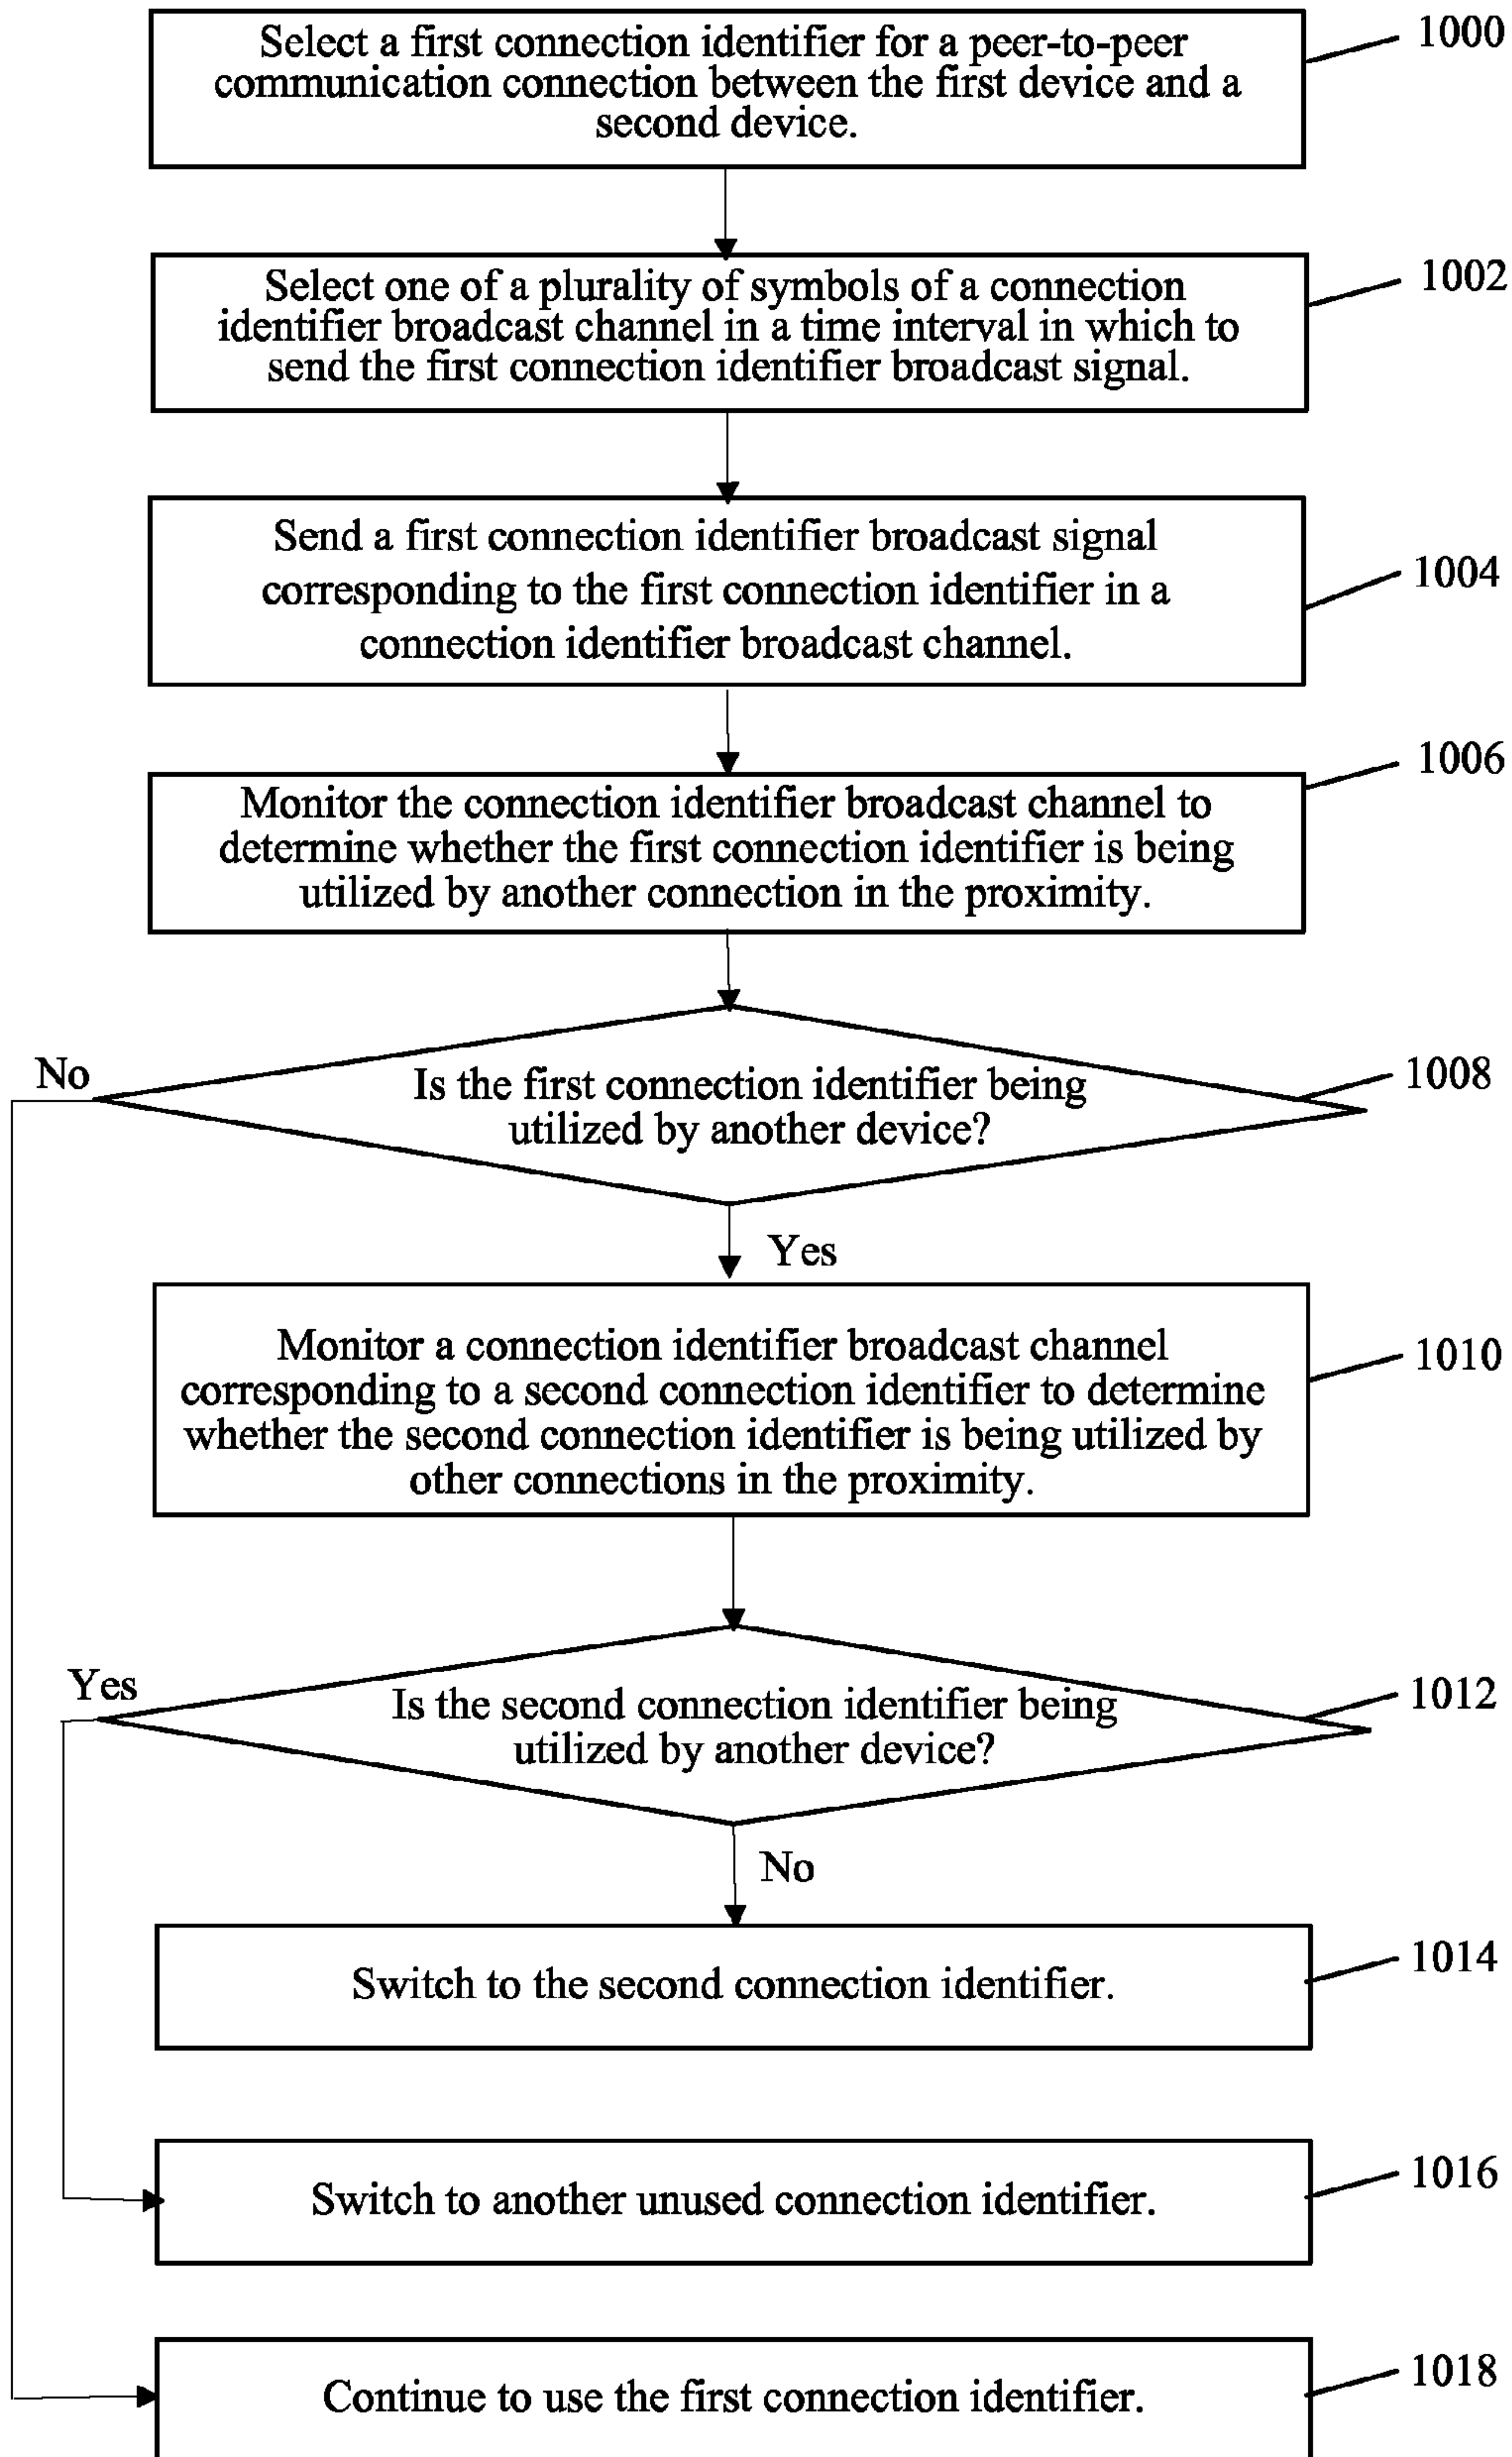 Select a first connection identifier for a peer-to-peer
communication connection between the first device and a
second device.
1000
Select one of a plurality of symbols of a connection
identifier broadcast channel in a time interval in which to
send the first connection identifier broadcast signal.
1002
Send a first connection identifier broadcast signal
corresponding to the first connection identifier in a
connection identifier broadcast channel.
1004
Monitor the connection identifier broadcast channel to
determine whether the first connection identifier is being
utilized by another connection in the proximity.
1006
No
Is the first connection identifier being
utilized by another device?
1008
Yes
Monitor a connection identifier broadcast channel
corresponding to a second connection identifier to determine
whether the second connection identifier is being utilized by
other connections in the proximity.
1010
Yes
Is the second connection identifier being
utilized by another device?
1012
No
Switch to the second connection identifier.
1014
Switch to another unused connection identifier.
1016
Continue to use the first connection identifier.
1018